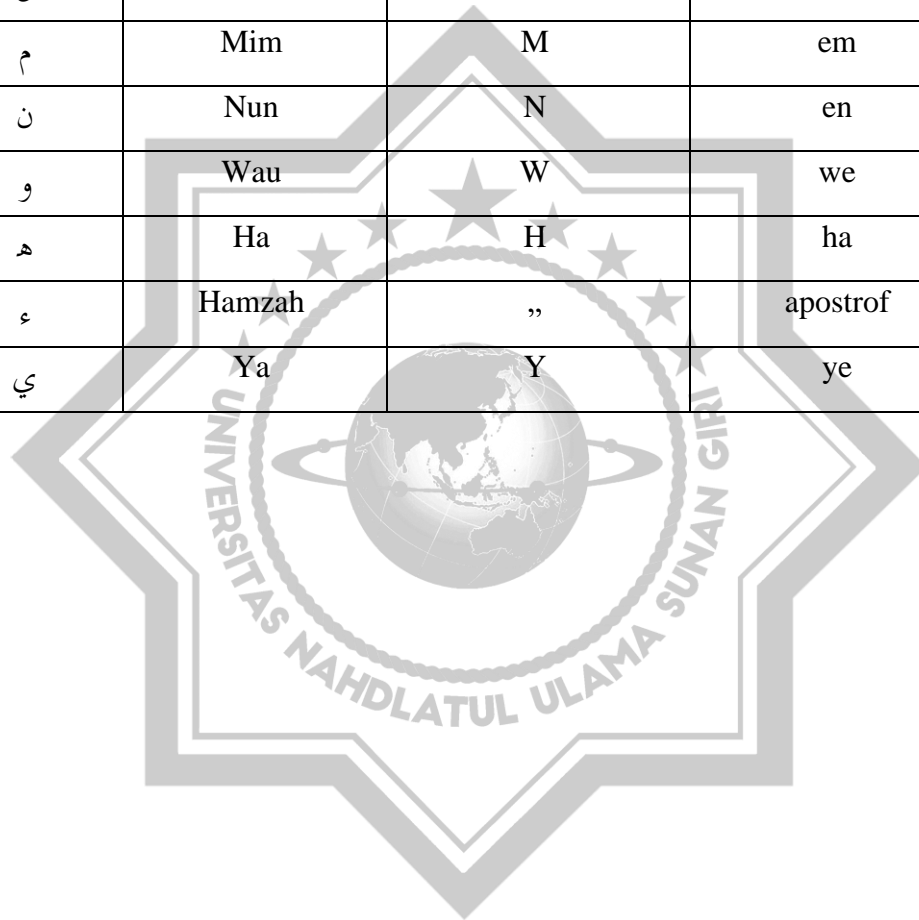 م Mim M em
ن Nun N en
و Wau W we
ه Ha H ha
ء Hamzah ” apostrof
ي Ya Y ye
UNIVERSITAS NAHDLATUL ULAMA SUNAN GIRI